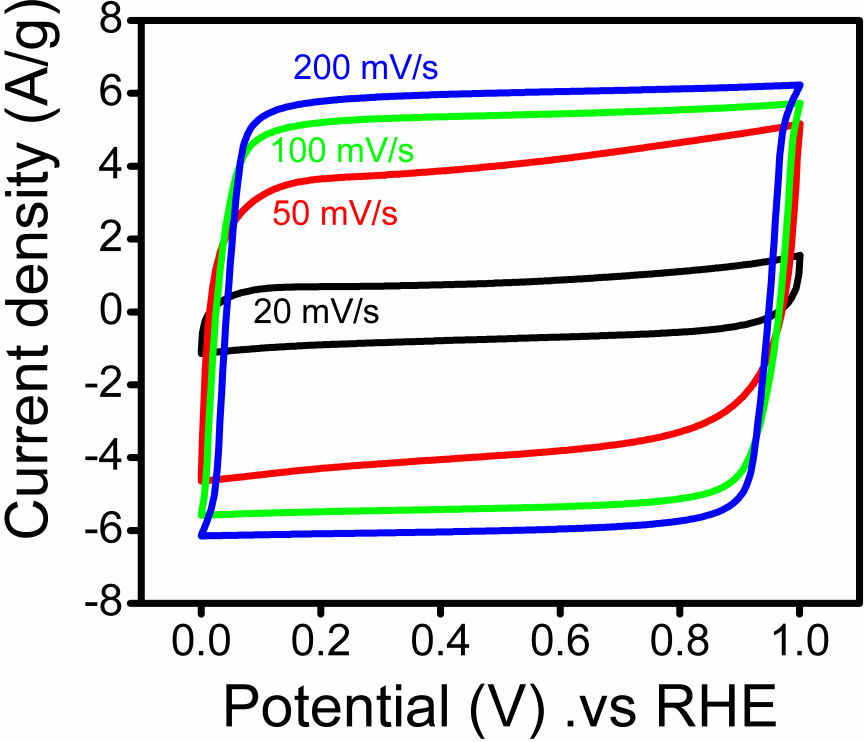 Current density (A/g)
8
6
4
2
0
-2
-4
-6
-8
200 mV/s
100 mV/s
50 mV/s
20 mV/s
0.0 0.2 0.4 0.6 0.8 1.0
Potential (V) .vs RHE